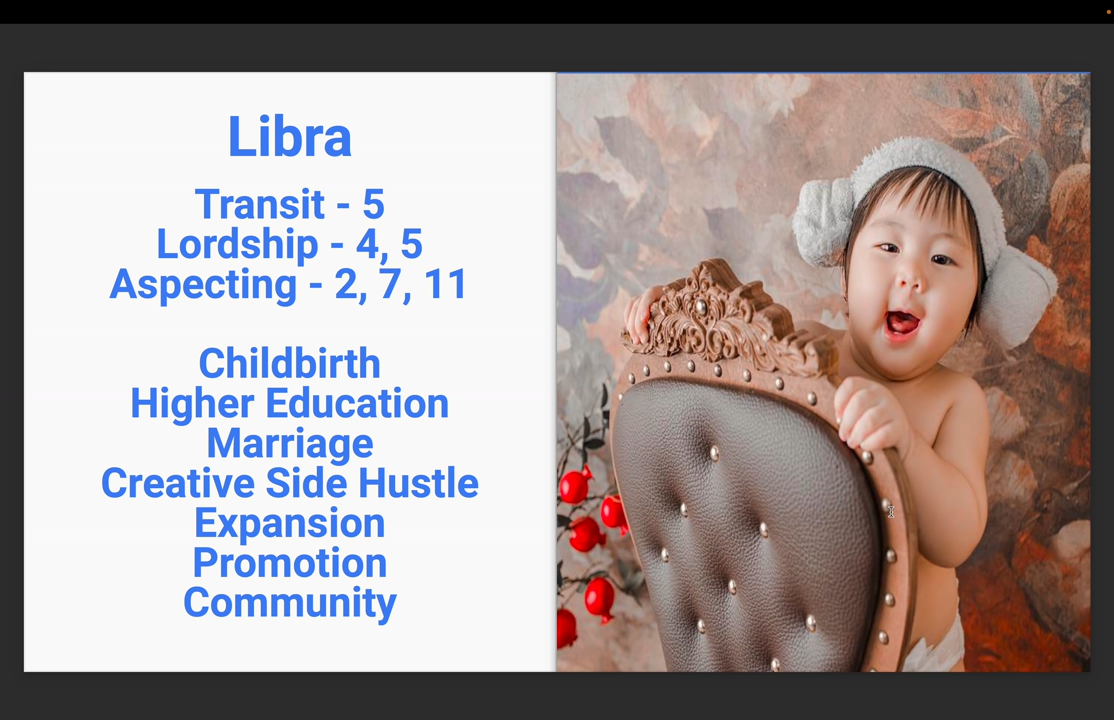 Libra
Transit - 5
Lordship - 4, 5
Aspecting - 2, 7, 11
Childbirth
Higher Education
Marriage
Creative Side Hustle
Expansion
Promotion
Community